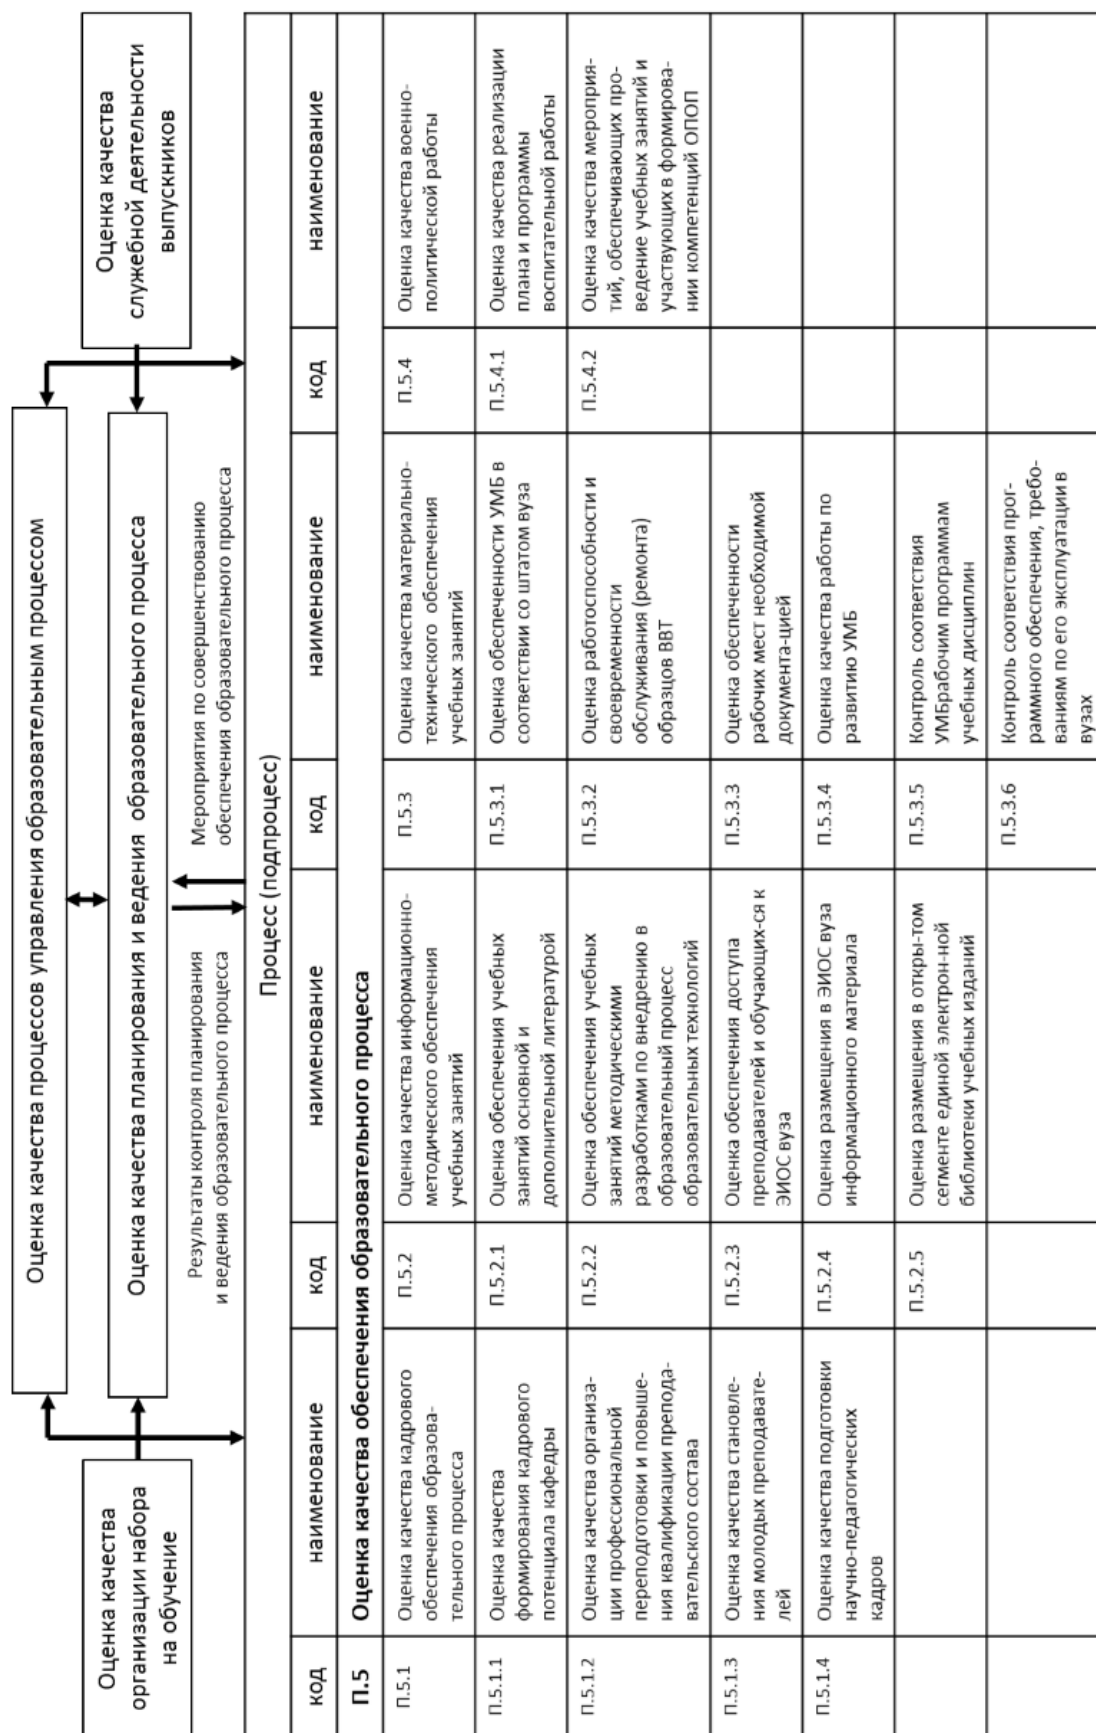 Оценка качества процессов управления образовательным процессом
Оценка качества
организации набора
на обучение
Оценка качества планирования и ведения образовательного процесса
Оценка качества
служебной деятельности
выпускников
Результаты контроля планирования
и ведения образовательного процесса
Мероприятия по совершенствованию
обеспечения образовательного процесса
Процесс (подпроцесс)
код
наименование
код
наименование
код
наименование
код
наименование
П.5
Оценка качества обеспечения образовательного процесса
П.5.1
Оценка качества кадрового
обеспечения образова-
тельного процесса
П.5.2
Оценка качества информационно-
методического обеспечения
учебных занятий
П.5.3
Оценка качества материально-
технического обеспечения
учебных занятий
П.5.4
Оценка качества военно-
политической работы
П.5.1.1
Оценка качества
формирования кадрового
потенциала кафедры
П.5.2.1
Оценка обеспечения учебных
занятий основной и
дополнительной литературой
П.5.3.1
Оценка обеспеченности УМБ в
соответствии со штатом вуза
П.5.4.1
Оценка качества реализации
плана и программы
воспитательной работы
П.5.1.2
Оценка качества организа-
ции профессиональной
переподготовки и повыше-
ния квалификации препода-
вательского состава
П.5.2.2
Оценка обеспечения учебных
занятий методическими
разработками по внедрению в
образовательный процесс
образовательных технологий
П.5.3.2
Оценка работоспособности и
своевременности
обслуживания (ремонта)
образцов ВВТ
П.5.4.2
Оценка качества мероприя-
тий, обеспечивающих про-
ведение учебных занятий и
участвующих в формирова-
нии компетенций ОПОП
П.5.1.3
Оценка качества становле-
ния молодых преподавате-
лей
П.5.2.3
Оценка обеспечения доступа
преподавателей и обучающих-ся к
ЭИОС вуза
П.5.3.3
Оценка обеспеченности
рабочих мест необходимой
документа-цией
П.5.1.4
Оценка качества подготовки
научно-педагогических
кадров
П.5.2.4
Оценка размещения в ЭИОС вуза
информационного материала
П.5.3.4
Оценка качества работы по
развитию УМБ
П.5.2.5
Оценка размещения в откры-том
сегменте единой электрон-ной
библиотеки учебных изданий
П.5.3.5
Контроль соответствия
УМБрабочим программам
учебных дисциплин
П.5.3.6
Контроль соответствия прог-
раммного обеспечения, требо-
ваниям по его эксплуатации в
вузах